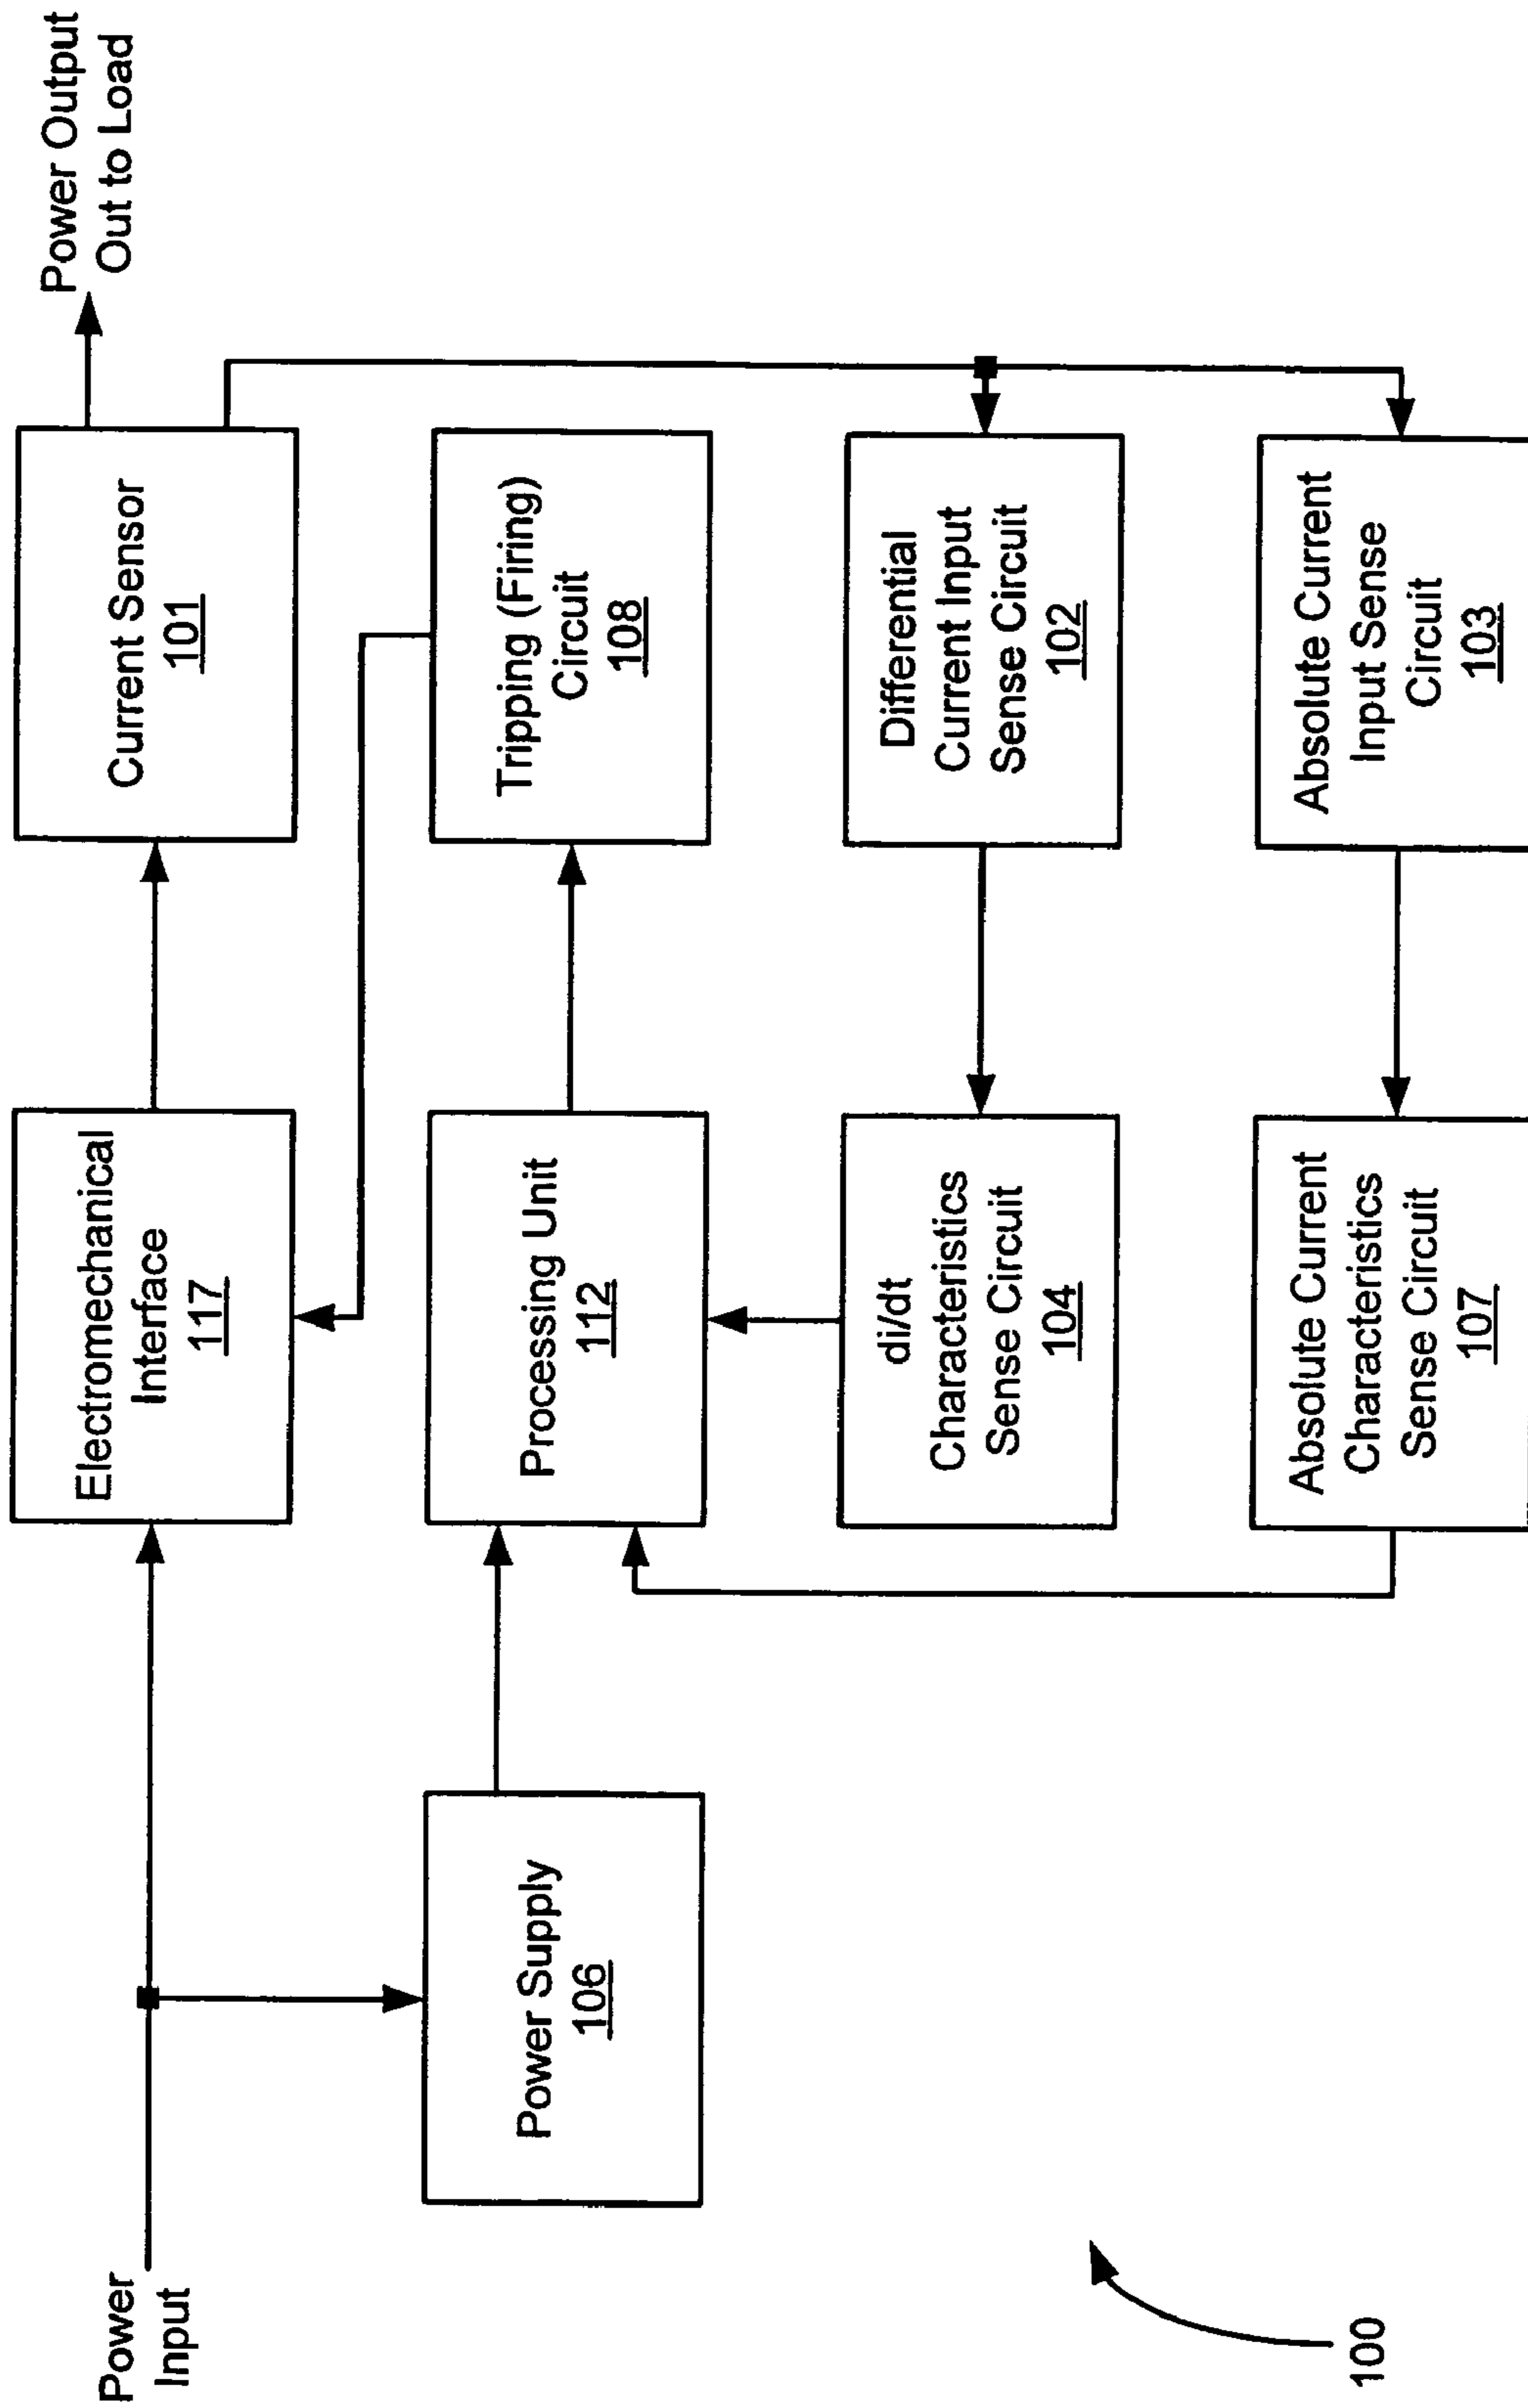 Power
Input
Electromechanical
Interface
117
Current Sensor
101
Power Output
Out to Load
Power Supply
106
Processing Unit
112
Tripping (Firing)
Circuit
108
di/dt
Characteristics
Sense Circuit
104
Differential
Current Input
Sense Circuit
102
Absolute Current
Characteristics
Sense Circuit
107
Absolute Current
Input Sense
Circuit
103
100